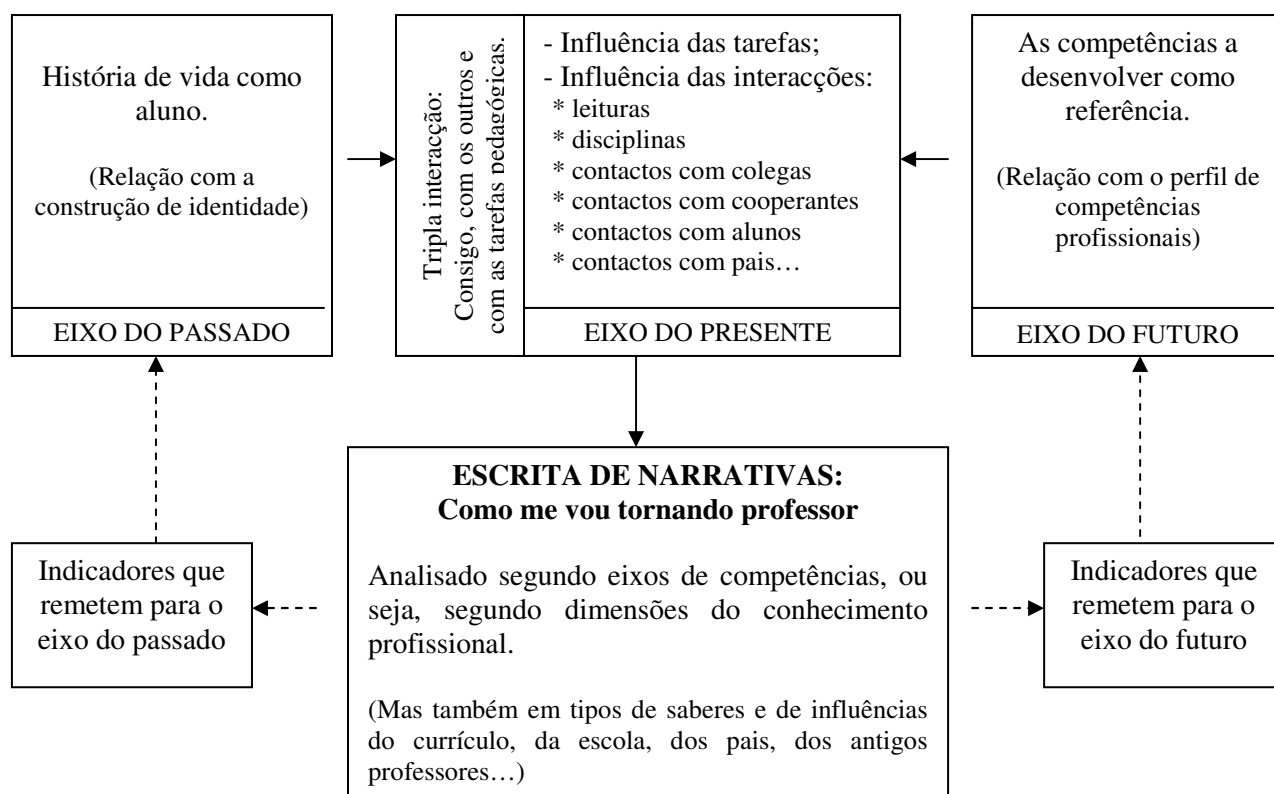 História de vida como
aluno.
(Relação com a
construção de identidade)
EIXO DO PASSADO
Tripla interacção:
Consigo, com os outros e
com as tarefas pedagógicas.
- Influência das tarefas;
- Influência das interacções:
* leituras
* disciplinas
* contactos com colegas
* contactos com cooperantes
* contactos com alunos
* contactos com pais…
EIXO DO PRESENTE
As competências a
desenvolver como
referência.
(Relação com o perfil de
competências
profissionais)
EIXO DO FUTURO
Indicadores que
remetem para o
eixo do passado
ESCRITA DE NARRATIVAS:
Como me vou tornando professor
Analisado segundo eixos de competências, ou
seja, segundo dimensões do conhecimento
profissional.
(Mas também em tipos de saberes e de influências
do currículo, da escola, dos pais, dos antigos
professores…)
Indicadores que
remetem para o
eixo do futuro